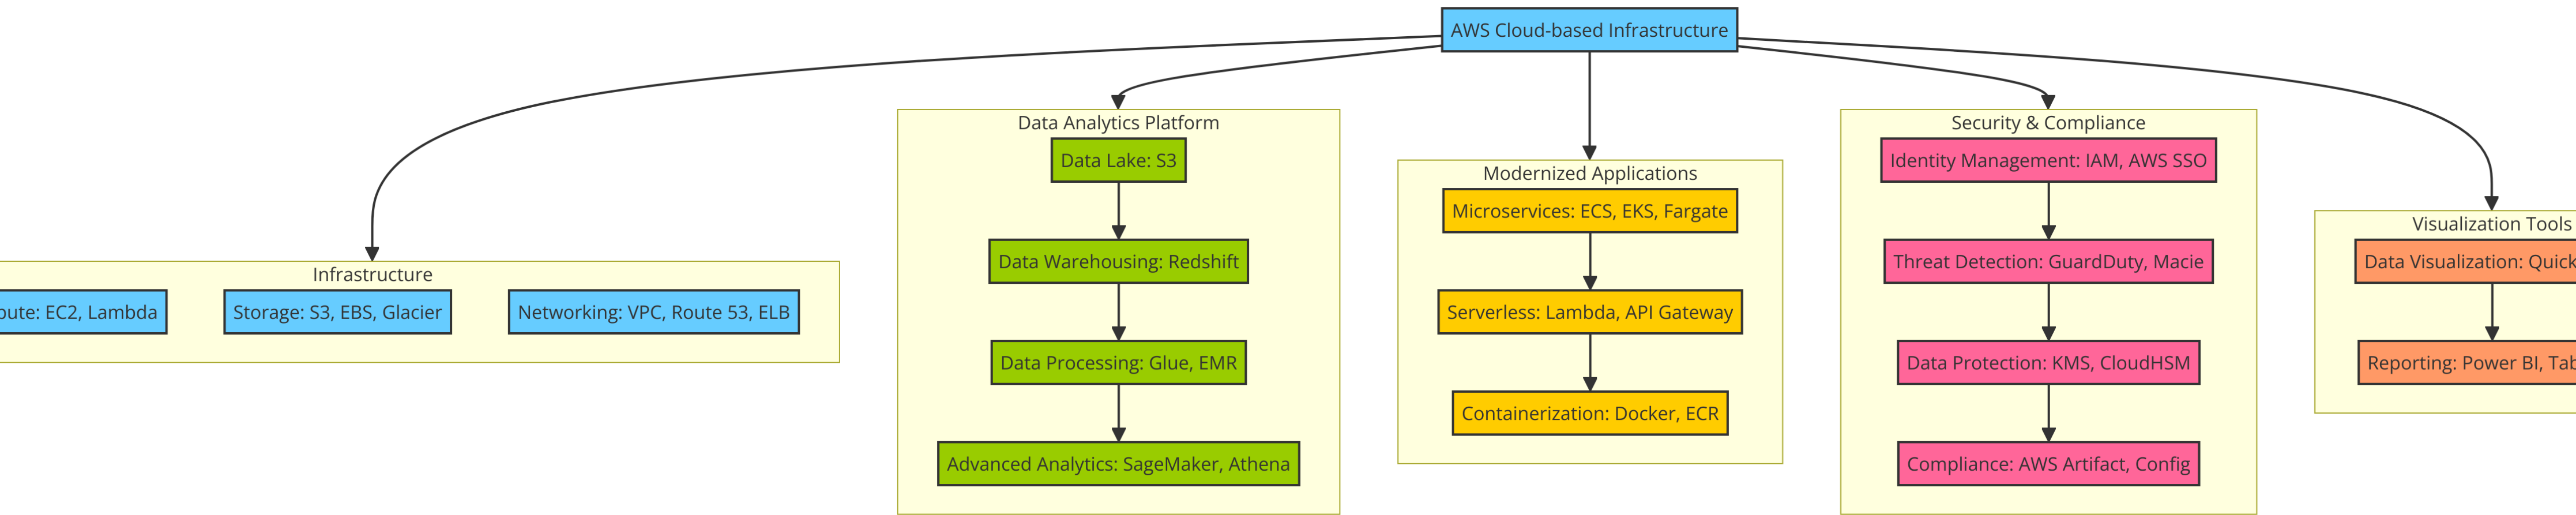 AWS Cloud-based Infrastructure
Infrastructure
EC2, Lambda
Storage: S3, EBS, Glacier
Networking: VPC, Route 53, ELB
Data Analytics Platform
Data Lake: S3
Data Warehousing: Redshift
Data Processing: Glue, EMR
Advanced Analytics: SageMaker, Athena
Modernized Applications
Microservices: ECS, EKS, Fargate
Serverless: Lambda, API Gateway
Containerization: Docker, ECR
Security & Compliance
Identity Management: IAM, AWS SSO
Threat Detection: GuardDuty, Macie
Data Protection: KMS, CloudHSM
Compliance: AWS Artifact, Config
Visualization Tools
Data Visualization: Quick
Reporting: Power BI,